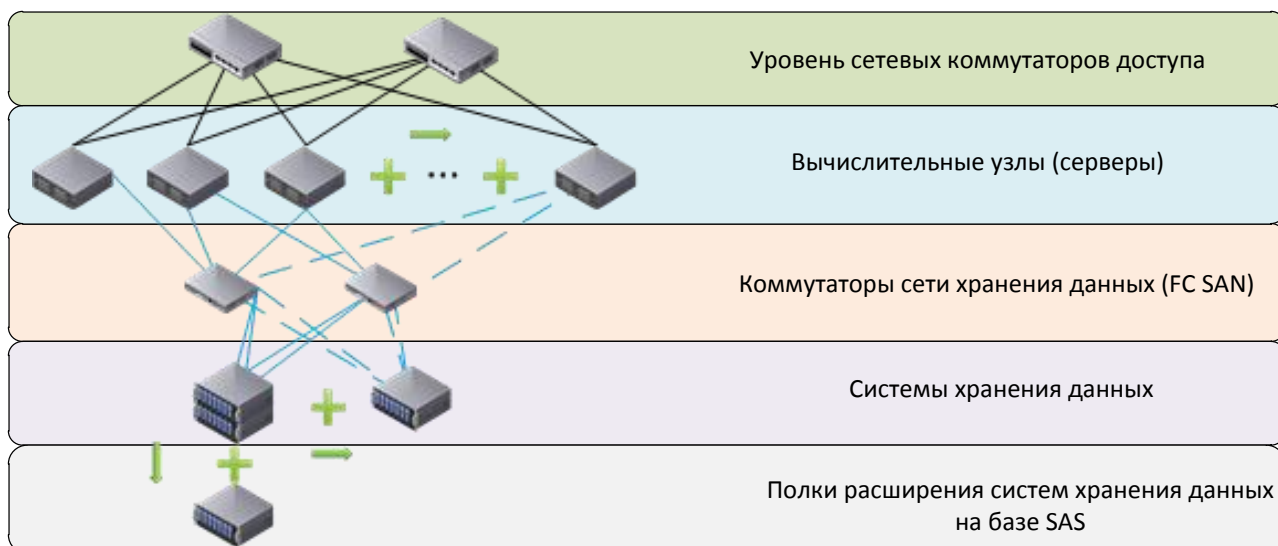 Уровень сетевых коммутаторов доступа
Вычислительные узлы (серверы)
...
Коммутаторы сети хранения данных (FC SAN)
Системы хранения данных
Полки расширения систем хранения данных
на базе SAS